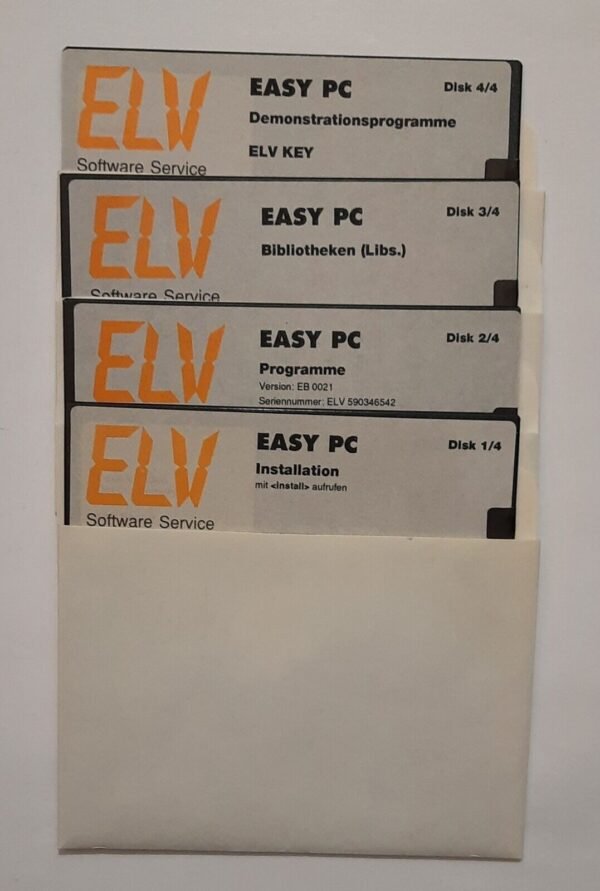 ELV
EASY PC
Disk 4/4
Demonstrationsprogramme
ELV KEY
Software Service
ELV
EASY PC
Disk 3/4
Bibliotheken (Libs.)
Software Service
ELV
EASY PC
Disk 2/4
Programme
Version: EB 0021
Seriennummer: ELV 590346542
ELV
EASY PC
Disk 1/4
Installation
mit <install> aufrufen
Software Service